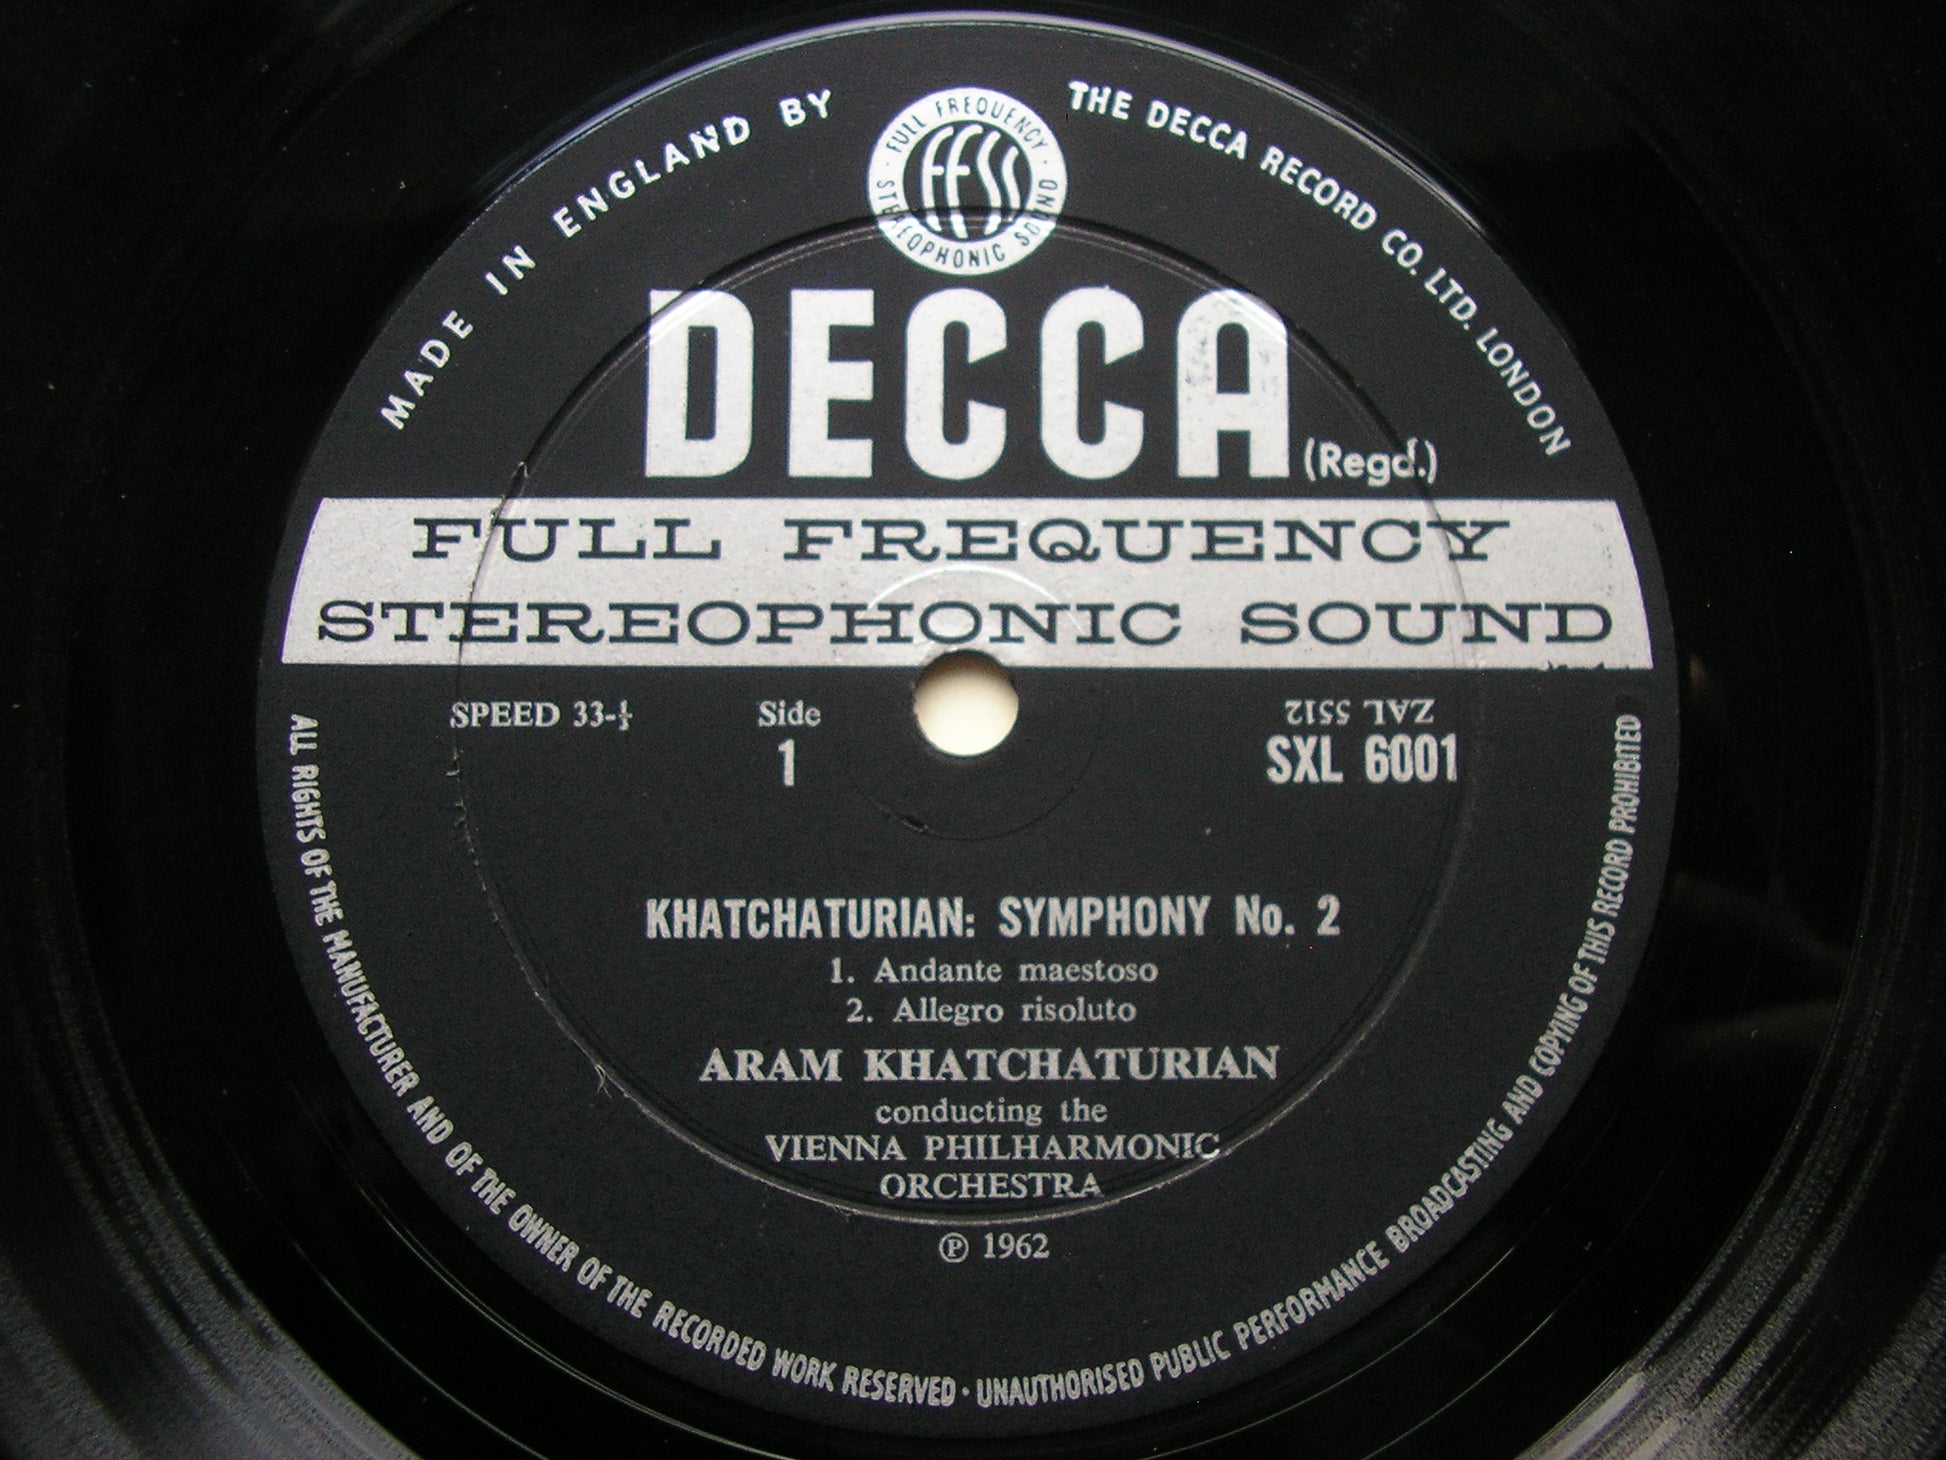 MADE IN ENGLAND BY
THE DECCA RECORD CO. LTD. LONDON
· FULL FREQUENCY · STEREOPHONIC SOUND
FFSS
DECCA (Regd.)
FULL FREQUENCY
STEREOPHONIC SOUND
SPEED 33-⅓
Side
1
ZAL 5512
SXL 6001
KHATCHATURIAN: SYMPHONY No. 2
1. Andante maestoso
2. Allegro risoluto
ARAM KHATCHATURIAN
conducting the
VIENNA PHILHARMONIC
ORCHESTRA
℗ 1962
ALL RIGHTS OF THE MANUFACTURER AND OF THE OWNER OF THE RECORDED WORK RESERVED · UNAUTHORISED PUBLIC PERFORMANCE BROADCASTING AND COPYING OF THIS RECORD PROHIBITED